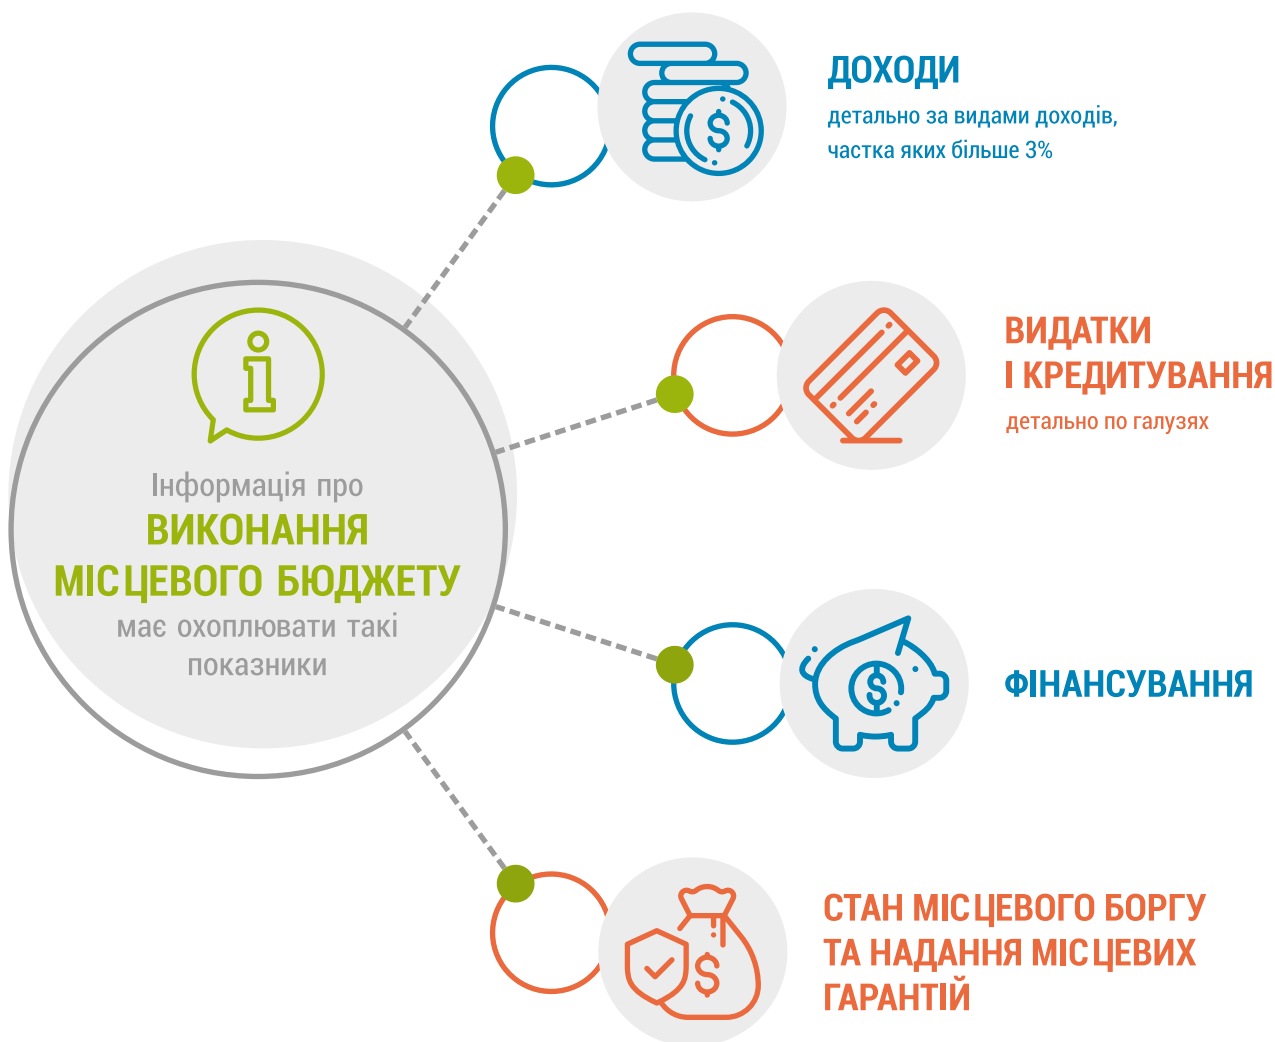 ДОХОДИ
детально за видами доходів,
частка яких більше 3%
ВИДАТКИ
І КРЕДИТУВАННЯ
детально по галузях
Інформація про
ВИКОНАННЯ
МІСЦЕВОГО БЮДЖЕТУ
має охоплювати такі
показники
ФІНАНСУВАННЯ
СТАН МІСЦЕВОГО БОРГУ
ТА НАДАННЯ МІСЦЕВИХ
ГАРАНТІЙ